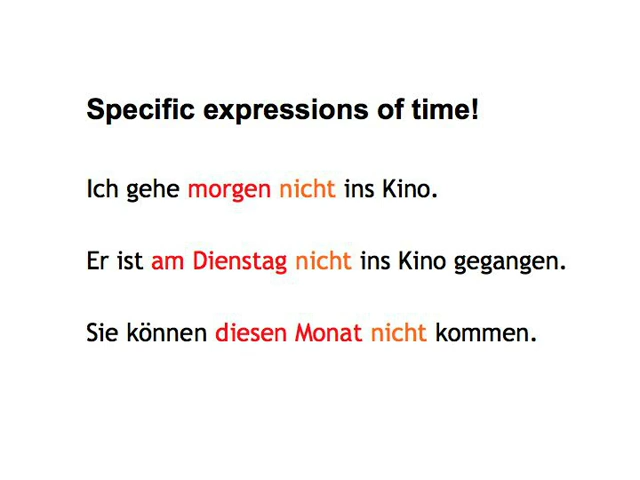 Specific expressions of time!
Ich gehe morgen nicht ins Kino.
Er ist am Dienstag nicht ins Kino gegangen.
Sie können diesen Monat nicht kommen.